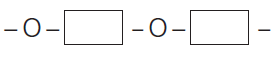 – O – – O – –